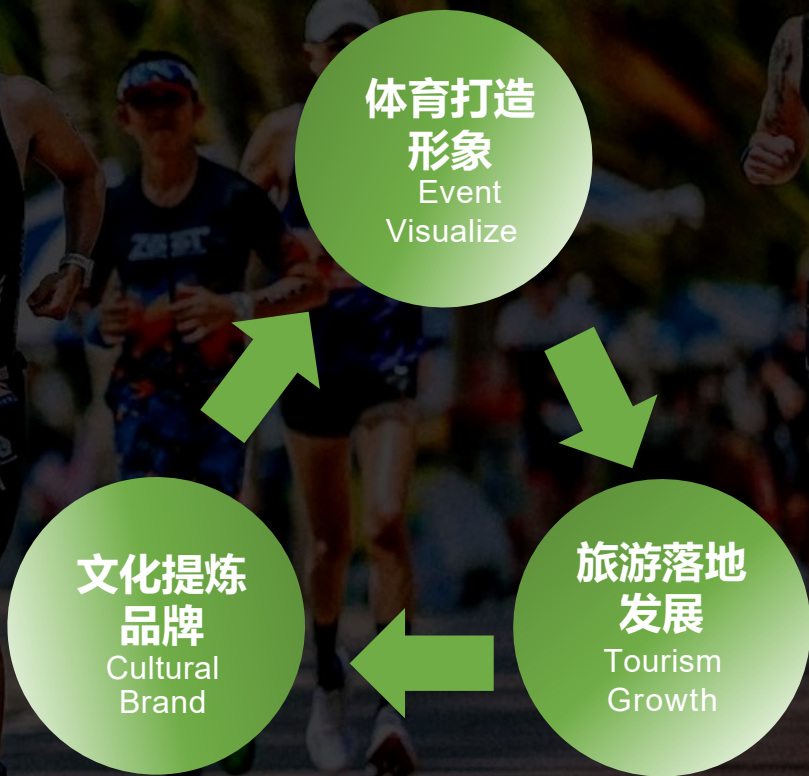 体育打造
形象
Event
Visualize
文化提炼
品牌
Cultural
Brand
旅游落地
发展
Tourism
Growth